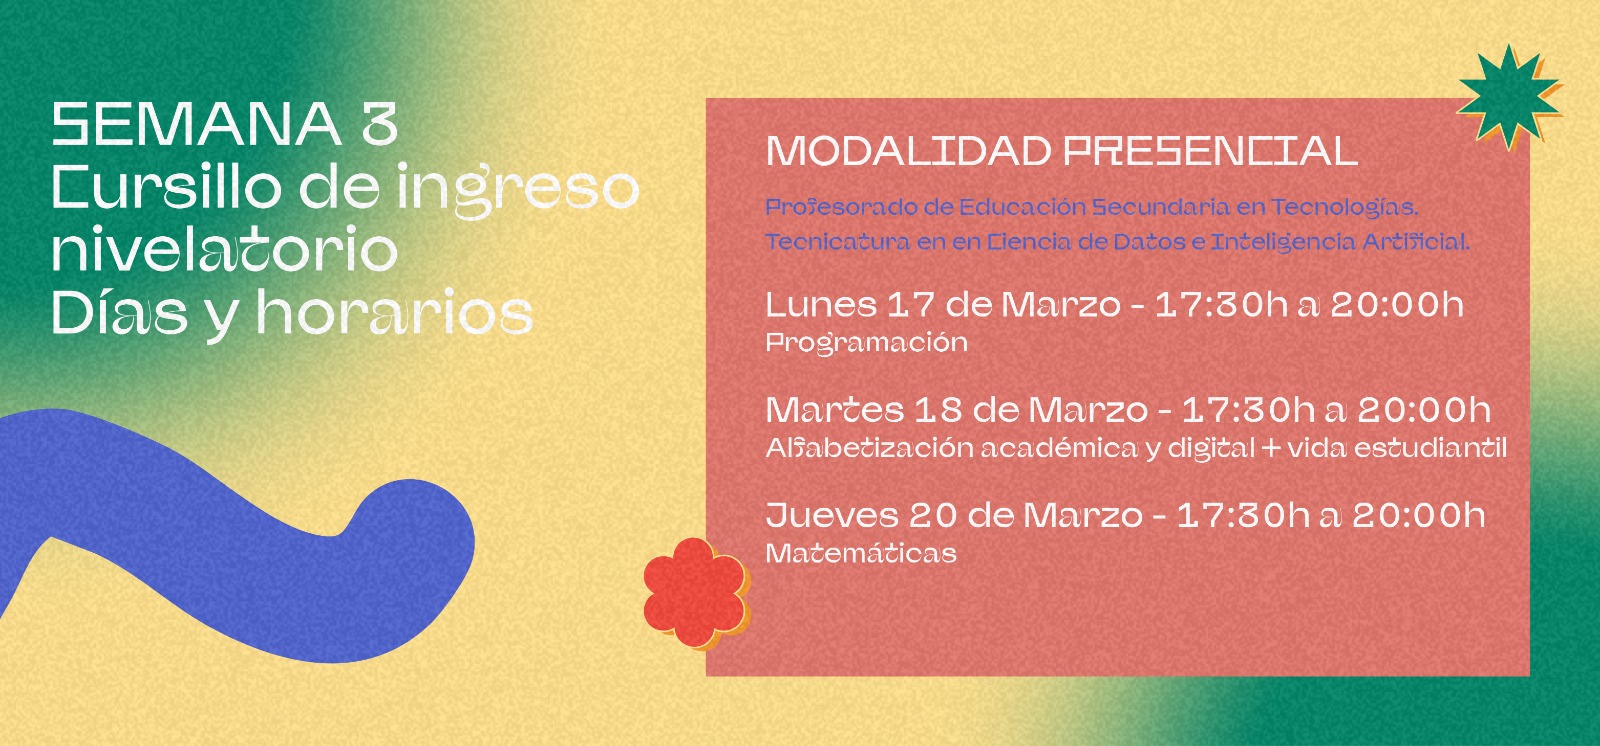 SEMANA 3
Cursillo de ingreso
nivelatorio
Días y horarios
MODALIDAD PRESENCIAL
Profesorado de Educación Secundaria en Tecnologías.
Tecnicatura en en Ciencia de Datos e Inteligencia Artificial.
Lunes 17 de Marzo - 17:30h a 20:00h
Programación
Martes 18 de Marzo - 17:30h a 20:00h
Alfabetización académica y digital + vida estudiantil
Jueves 20 de Marzo - 17:30h a 20:00h
Matemáticas